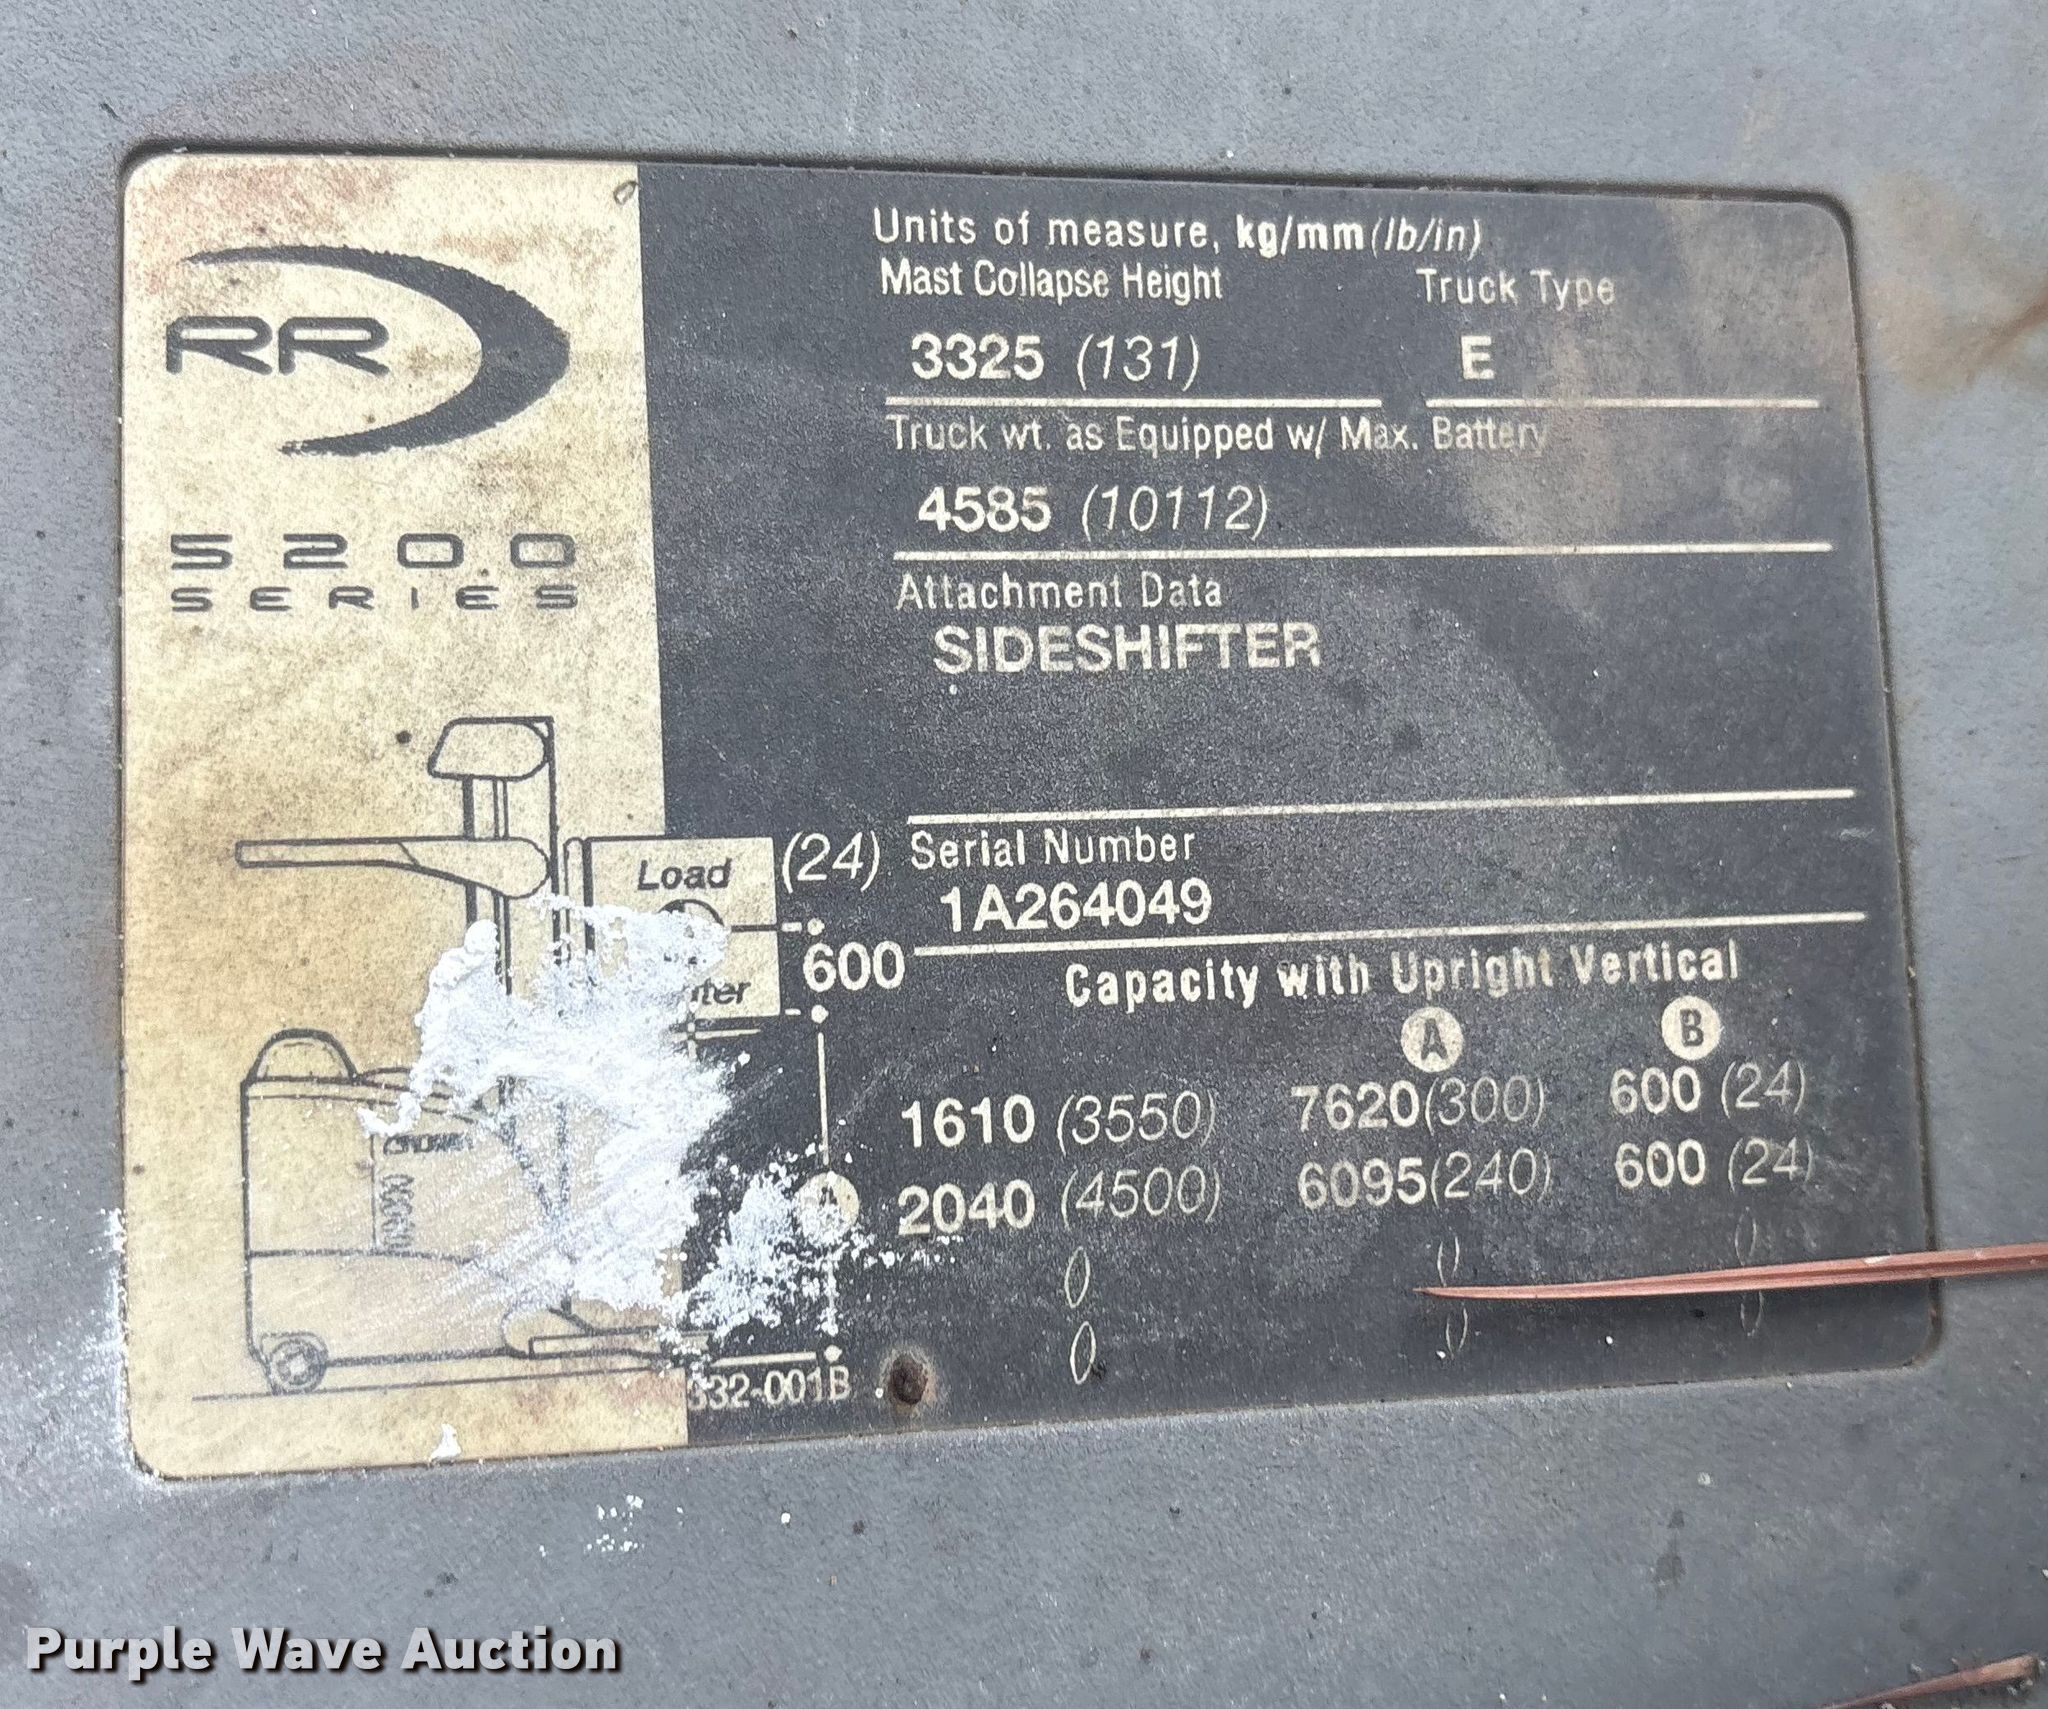 RR
5200
SERIES
Units of measure, kg/mm(lb/in)
Mast Collapse Height Truck Type
3325 (131) E
Truck wt. as Equipped w/ Max. Battery
4585 (10112)
Attachment Data
SIDESHIFTER
Load (24)
600
Serial Number
1A264049
Capacity with Upright Vertical
A B
1610 (3550) 7620(300) 600 (24)
A 2040 (4500) 6095(240) 600 (24)
() () ()
() () ()
CROWN
332-001B
Purple Wave Auction